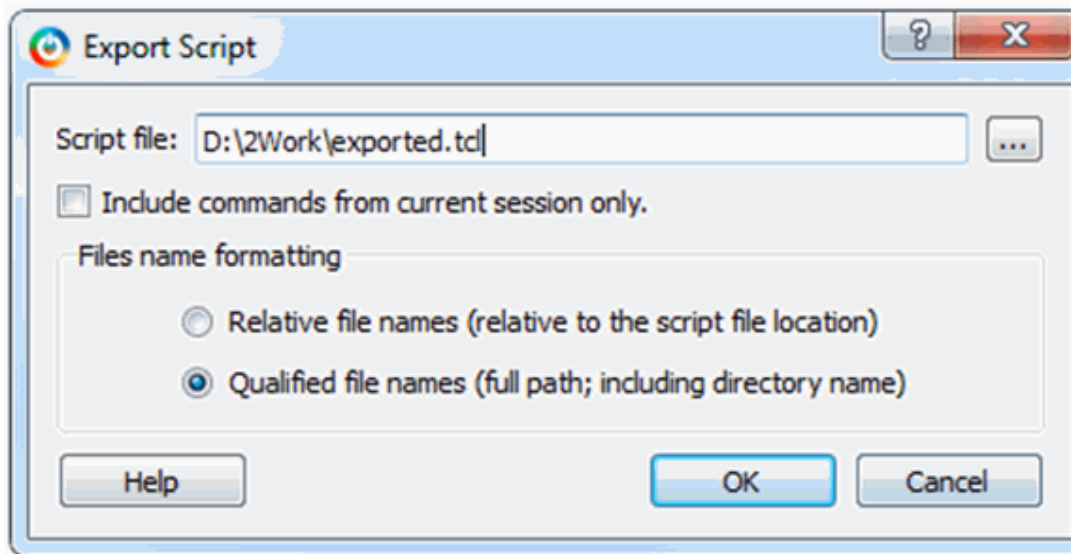 Export Script
Script file: D:\2Work\exported.tcl
...
Include commands from current session only.
Files name formatting
Relative file names (relative to the script file location)
Qualified file names (full path; including directory name)
Help OK Cancel